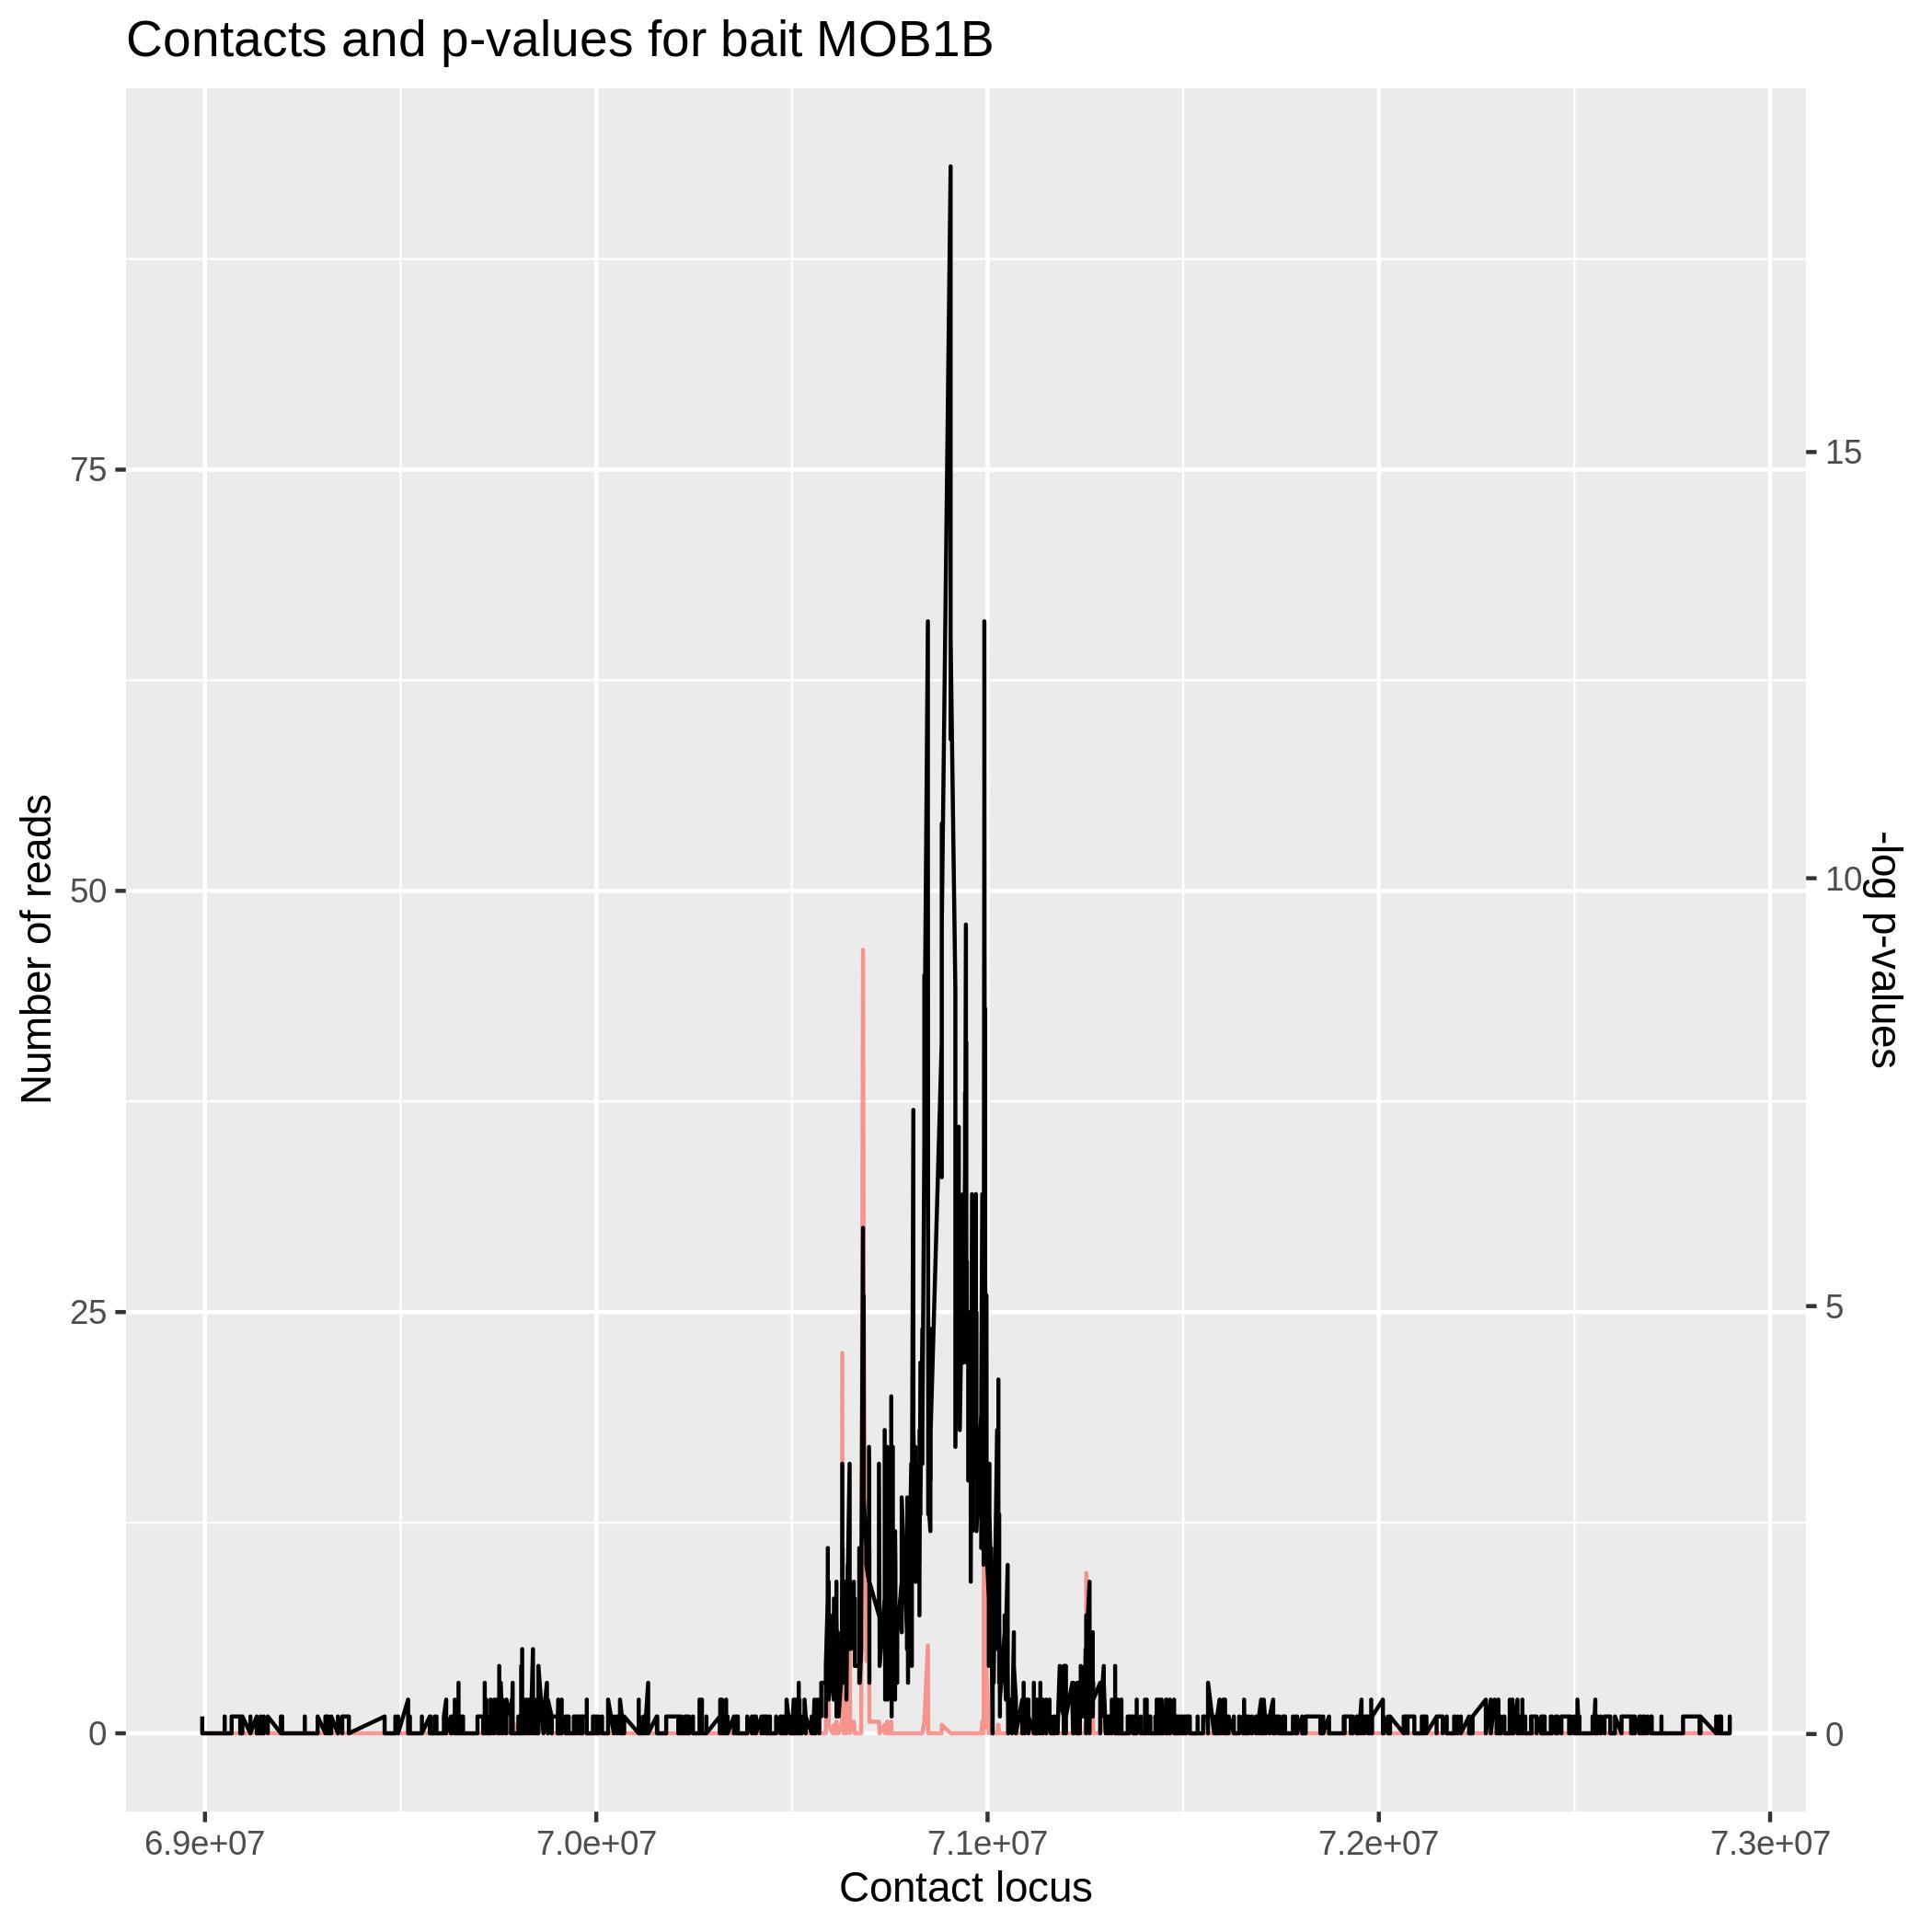 Contacts and p-values for bait MOB1B
Number of reads
75
50
25
0
15
10
5
0
-log p-values
6.9e+07 7.0e+07 7.1e+07 7.2e+07 7.3e+07
Contact locus